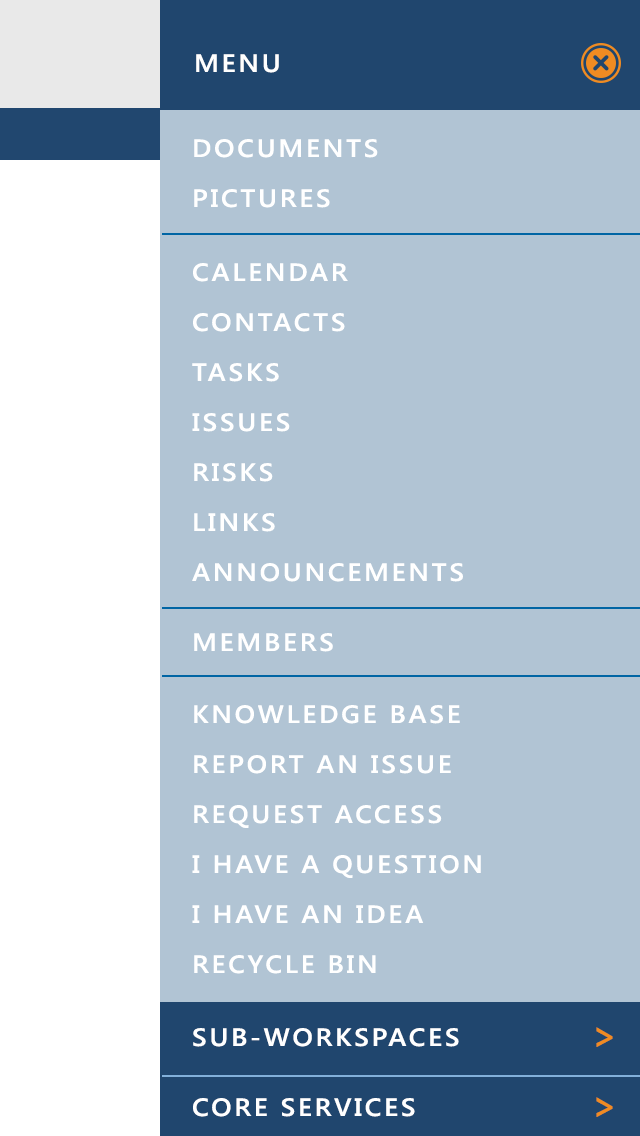 MENU
DOCUMENTS
PICTURES
CALENDAR
CONTACTS
TASKS
ISSUES
RISKS
LINKS
ANNOUNCEMENTS
MEMBERS
KNOWLEDGE BASE
REPORT AN ISSUE
REQUEST ACCESS
I HAVE A QUESTION
I HAVE AN IDEA
RECYCLE BIN
SUB-WORKSPACES >
CORE SERVICES >